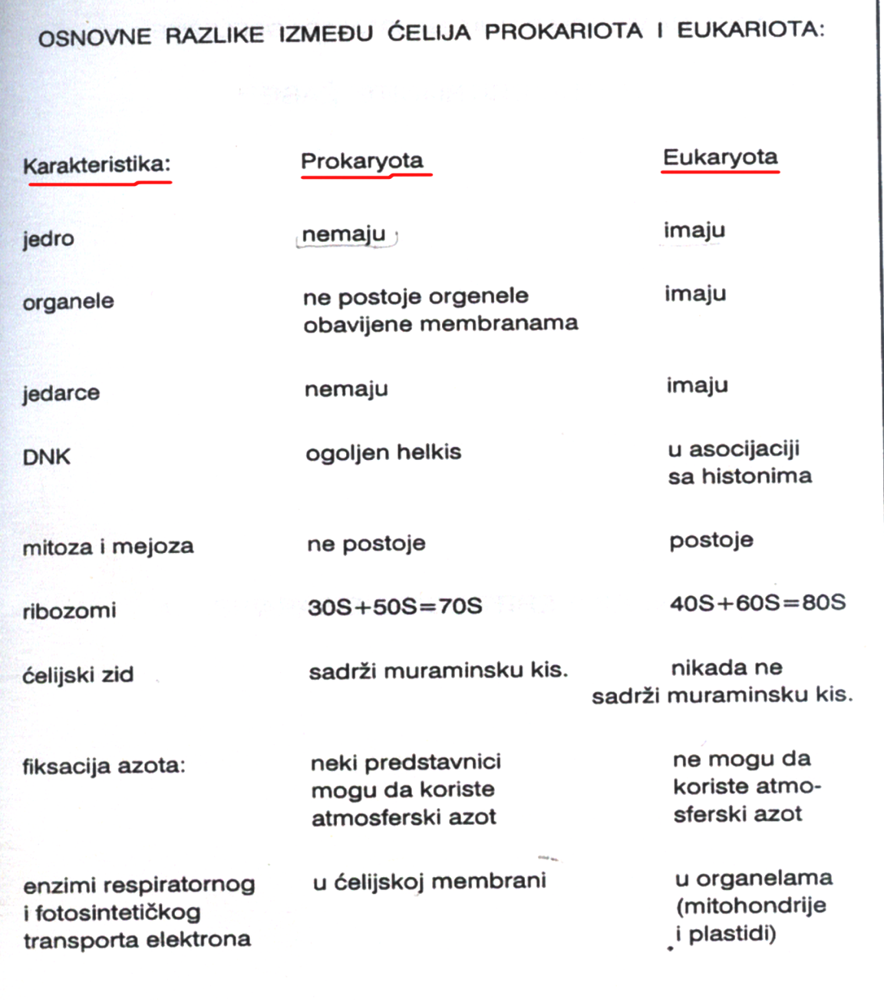 OSNOVNE RAZLIKE IZMEĐU ĆELIJA PROKARIOTA I EUKARIOTA:
Karakteristika: Prokaryota Eukaryota
jedro nemaju imaju
organele ne postoje orgenele imaju
obavijene membranama
jedarce nemaju imaju
DNK ogoljen helkis u asocijaciji
sa histonima
mitoza i mejoza ne postoje postoje
ribozomi 30S+50S=70S 40S+60S=80S
ćelijski zid sadrži muraminsku kis. nikada ne
sadrži muraminsku kis.
fiksacija azota: neki predstavnici ne mogu da
mogu da koriste koriste atmo-
atmosferski azot sferski azot
enzimi respiratornog u ćelijskoj membrani u organelama
i fotosintetičkog (mitohondrije
transporta elektrona i plastidi)